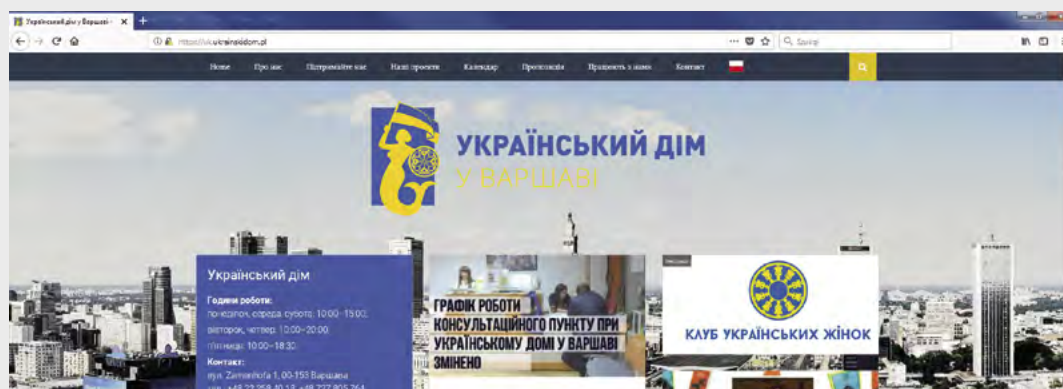 Український дім у Варшаві -
https://uk.ukrainskidom.pl
Home Про нас Підтримайте нас Наші проекти Календар Пропозиція Працюють з нами Контакт
УКРАЇНСЬКИЙ ДІМ
У ВАРШАВІ
Український дім
Години роботи:
понеділок, середа, субота: 10:00–15:00,
вівторок, четвер: 10:00–20:00,
п'ятниця: 10:00–18:30.
Контакт:
вул. Zamenhofa 1, 00-153 Варшава
ГРАФІК РОБОТИ
КОНСУЛЬТАЦІЙНОГО ПУНКТУ ПРИ
УКРАЇНСЬКОМУ ДОМІ У ВАРШАВІ
ЗМІНЕНО
КЛУБ УКРАЇНСЬКИХ ЖІНОК